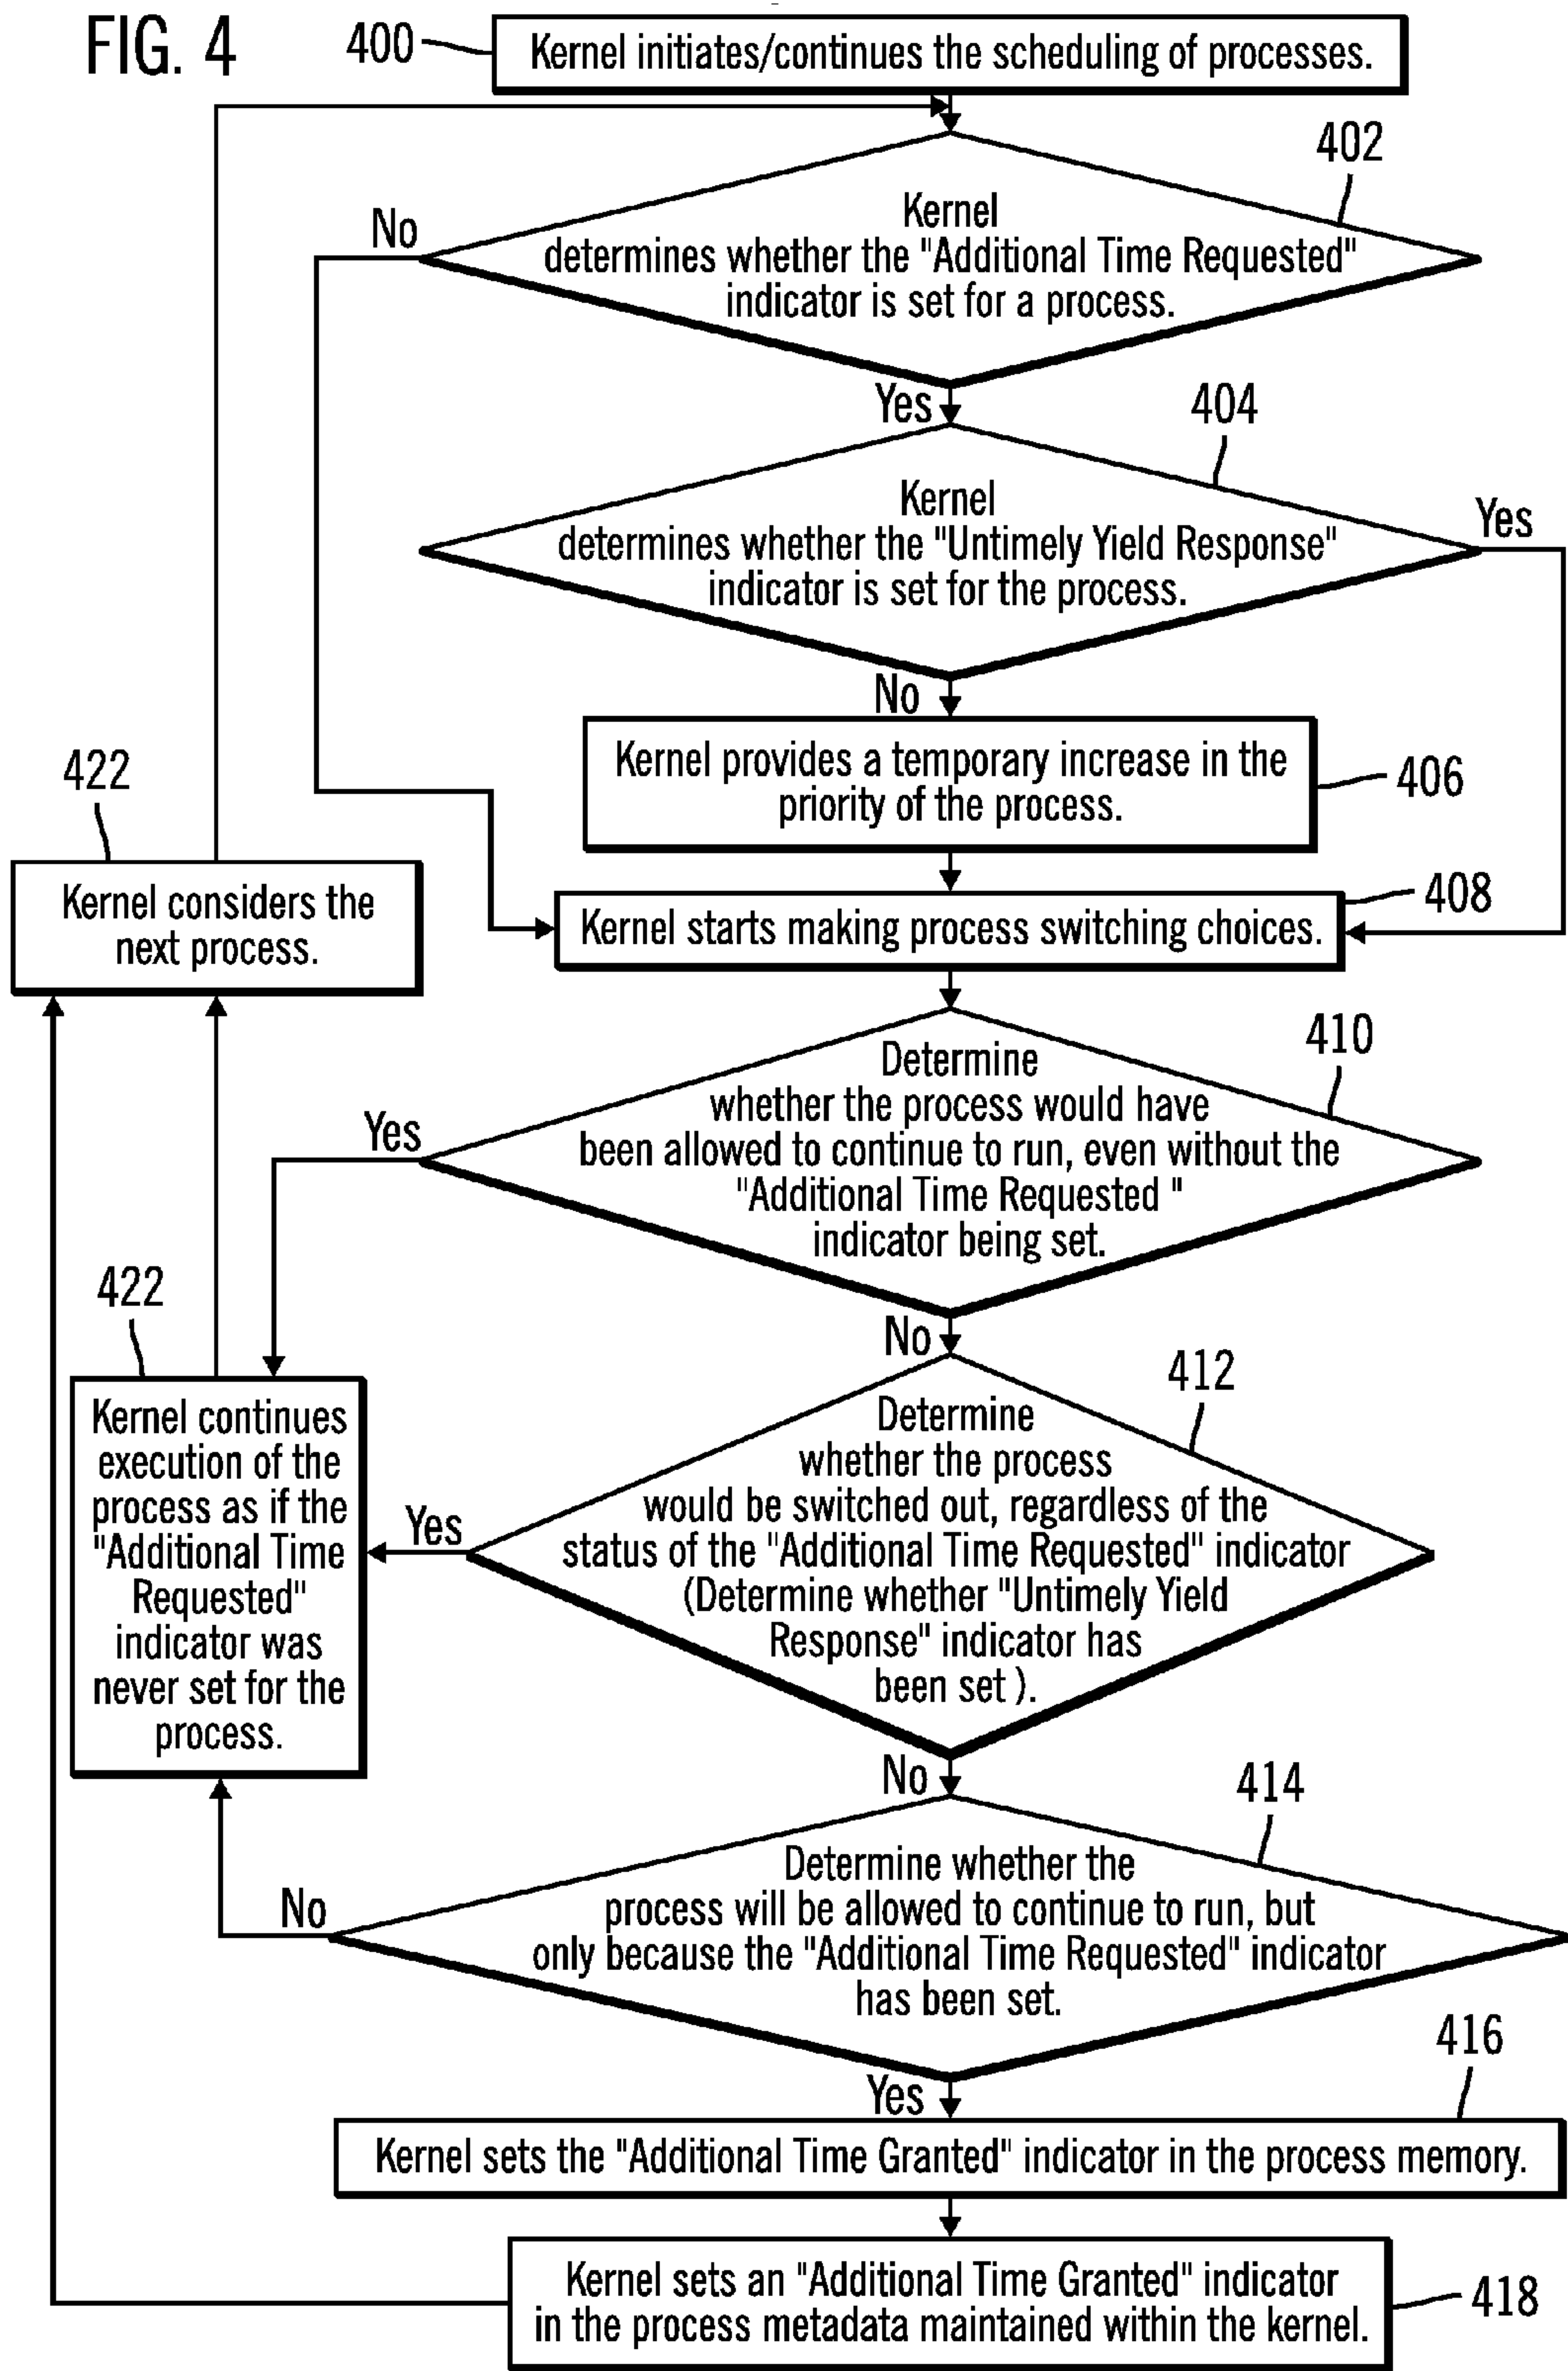 FIG. 4
400
Kernel initiates/continues the scheduling of processes.
402
No
Kernel
determines whether the "Additional Time Requested"
indicator is set for a process.
Yes
404
Kernel
determines whether the "Untimely Yield Response"
indicator is set for the process.
Yes
No
Kernel provides a temporary increase in the
priority of the process.
406
422
Kernel considers the
next process.
408
Kernel starts making process switching choices.
410
Determine
whether the process would have
been allowed to continue to run, even without the
"Additional Time Requested "
indicator being set.
Yes
No
422
Kernel continues
execution of the
process as if the
"Additional Time
Requested"
indicator was
never set for the
process.
412
Determine
whether the process
would be switched out, regardless of the
status of the "Additional Time Requested" indicator
(Determine whether "Untimely Yield
Response" indicator has
been set ).
Yes
No
414
Determine whether the
process will be allowed to continue to run, but
only because the "Additional Time Requested" indicator
has been set.
No
Yes
416
Kernel sets the "Additional Time Granted" indicator in the process memory.
Kernel sets an "Additional Time Granted" indicator
in the process metadada maintained within the kernel.
418